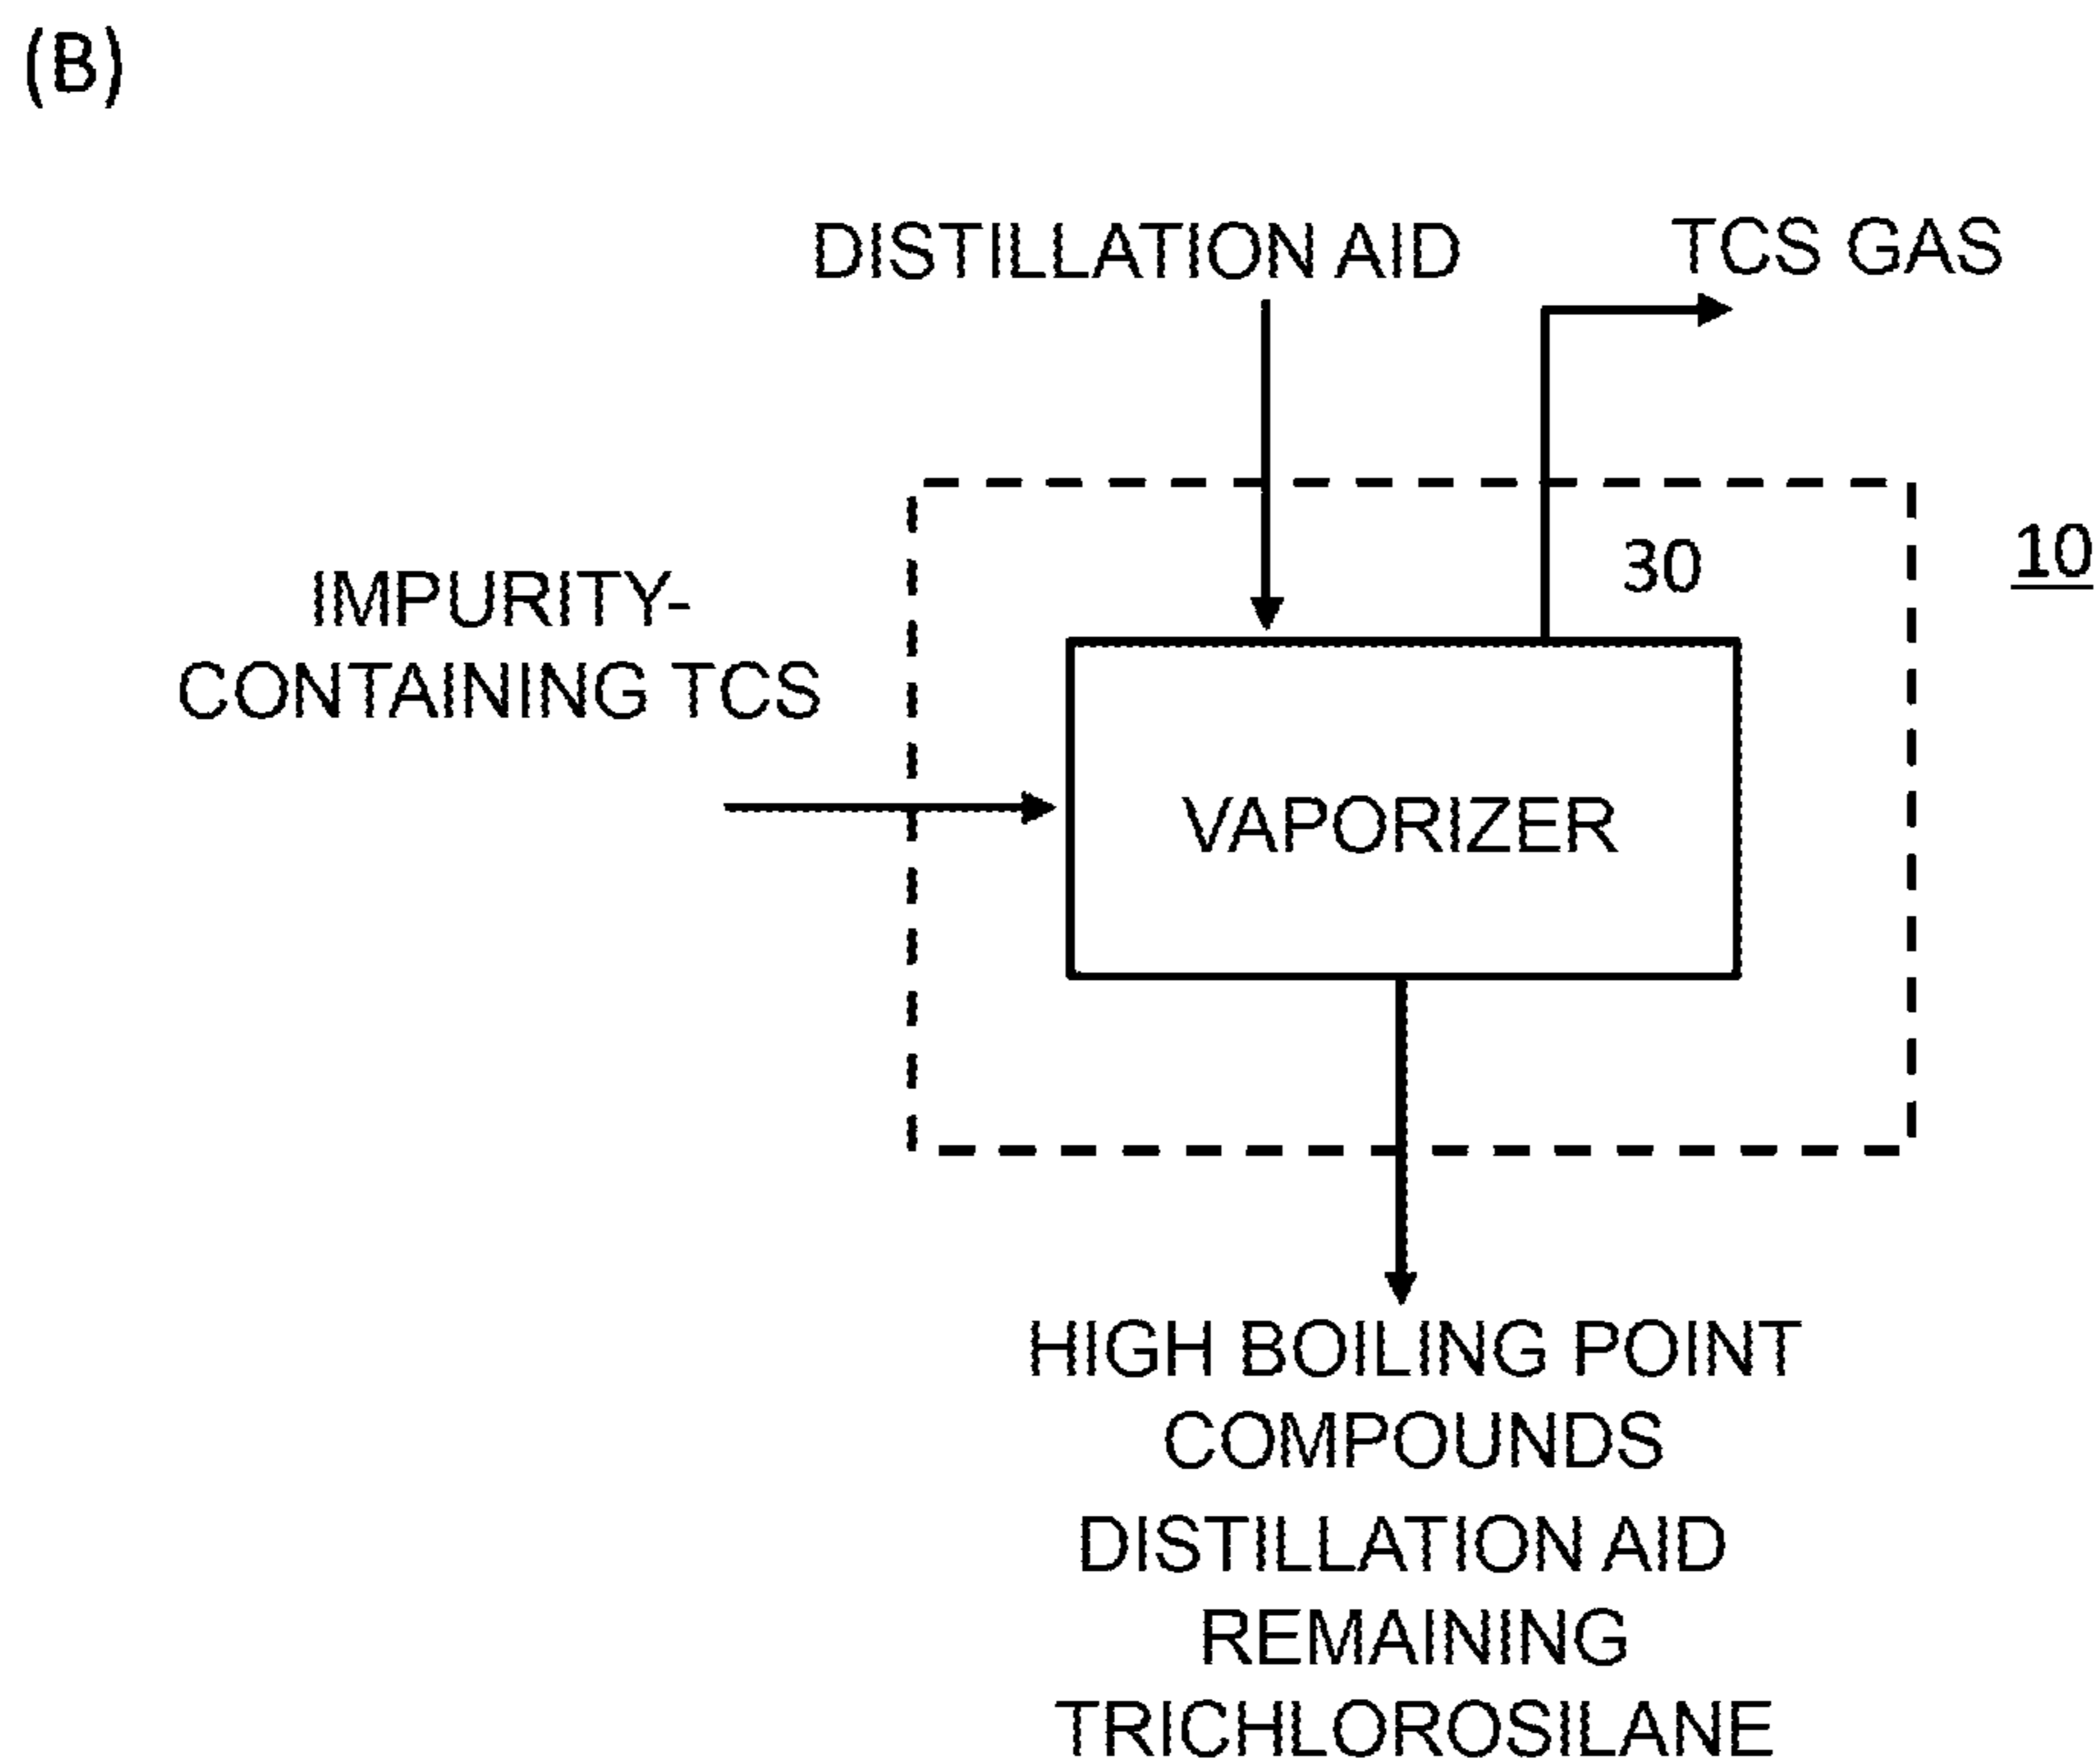 (B)
DISTILLATION AID
TCS GAS
10
30
IMPURITY-
CONTAINING TCS
VAPORIZER
HIGH BOILING POINT
COMPOUNDS
DISTILLATION AID
REMAINING
TRICHLOROSILANE